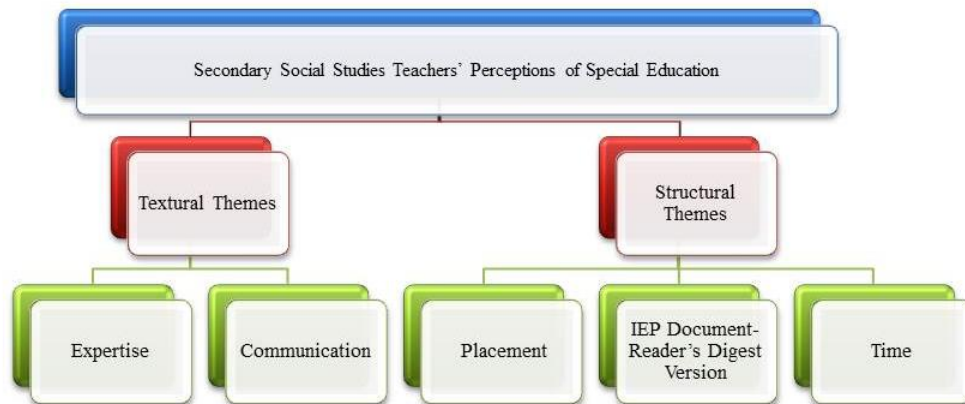 Secondary Social Studies Teachers’ Perceptions of Special Education
Textural Themes
Structural
Themes
Expertise
Communication
Placement
IEP Document-
Reader’s Digest
Version
Time